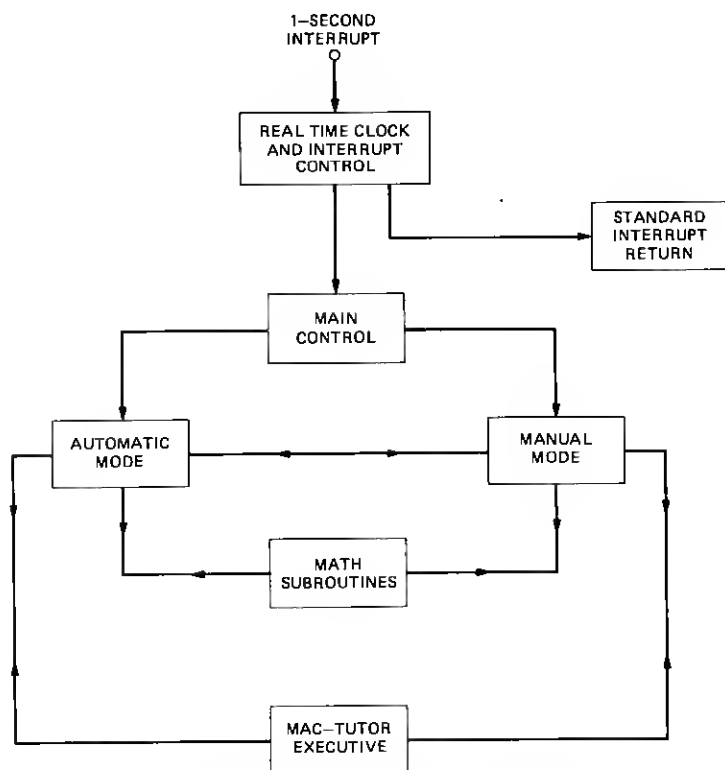 1–SECOND
INTERRUPT
REAL TIME CLOCK
AND INTERRUPT
CONTROL
STANDARD
INTERRUPT
RETURN
MAIN
CONTROL
AUTOMATIC
MODE
MANUAL
MODE
MATH
SUBROUTINES
MAC–TUTOR
EXECUTIVE